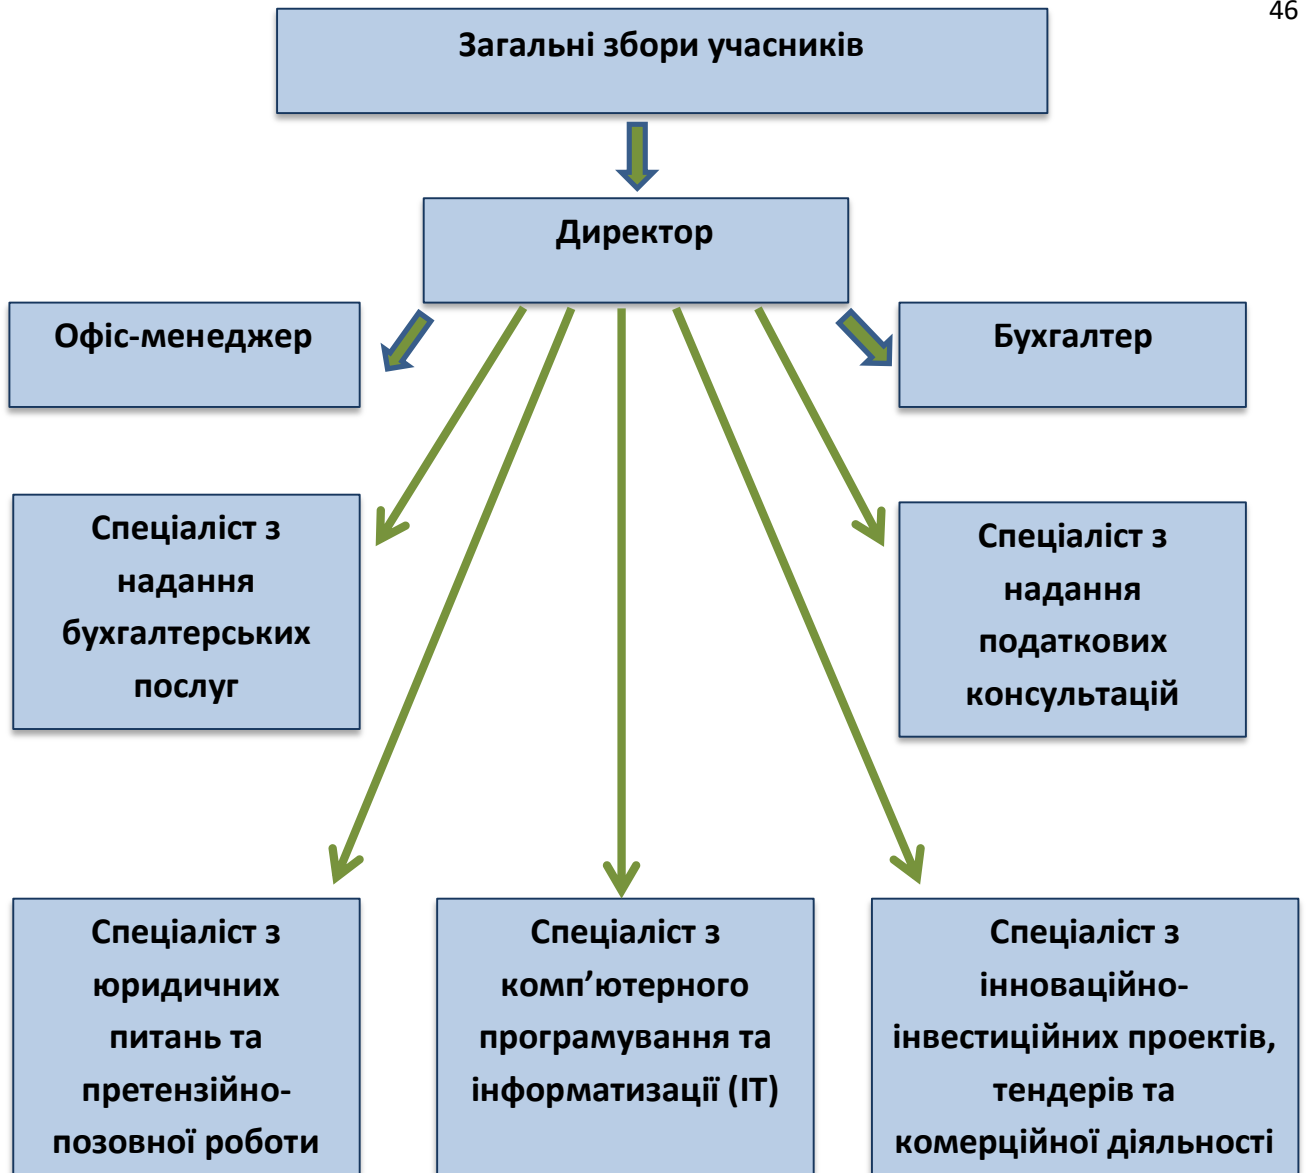 46
Загальні збори учасників
Директор
Офіс-менеджер
Бухгалтер
Спеціаліст з
надання
бухгалтерських
послуг
Спеціаліст з
надання
податкових
консультацій
Спеціаліст з
юридичних
питань та
претензійно-
позовної роботи
Спеціаліст з
комп’ютерного
програмування та
інформатизації (ІТ)
Спеціаліст з
інноваційно-
інвестиційних проектів,
тендерів та
комерційної діяльності